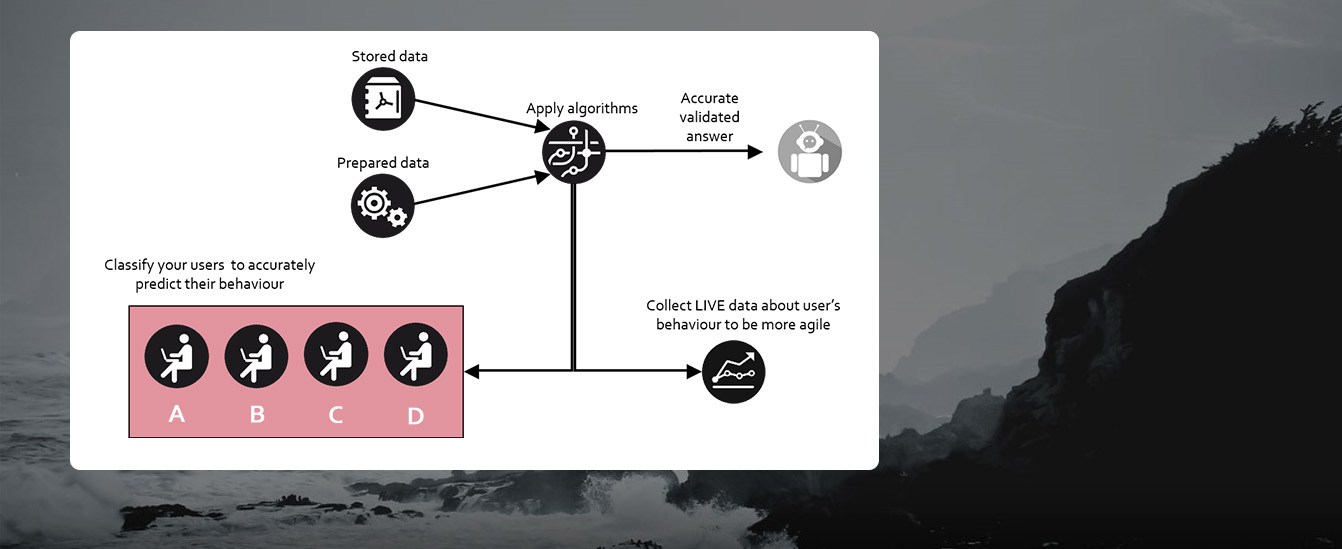 Stored data
Apply algorithms
Accurate
validated
answer
Prepared data
Classify your users  to accurately
predict their behaviour
Collect LIVE data about user's
behaviour to be more agile
A
B
C
D